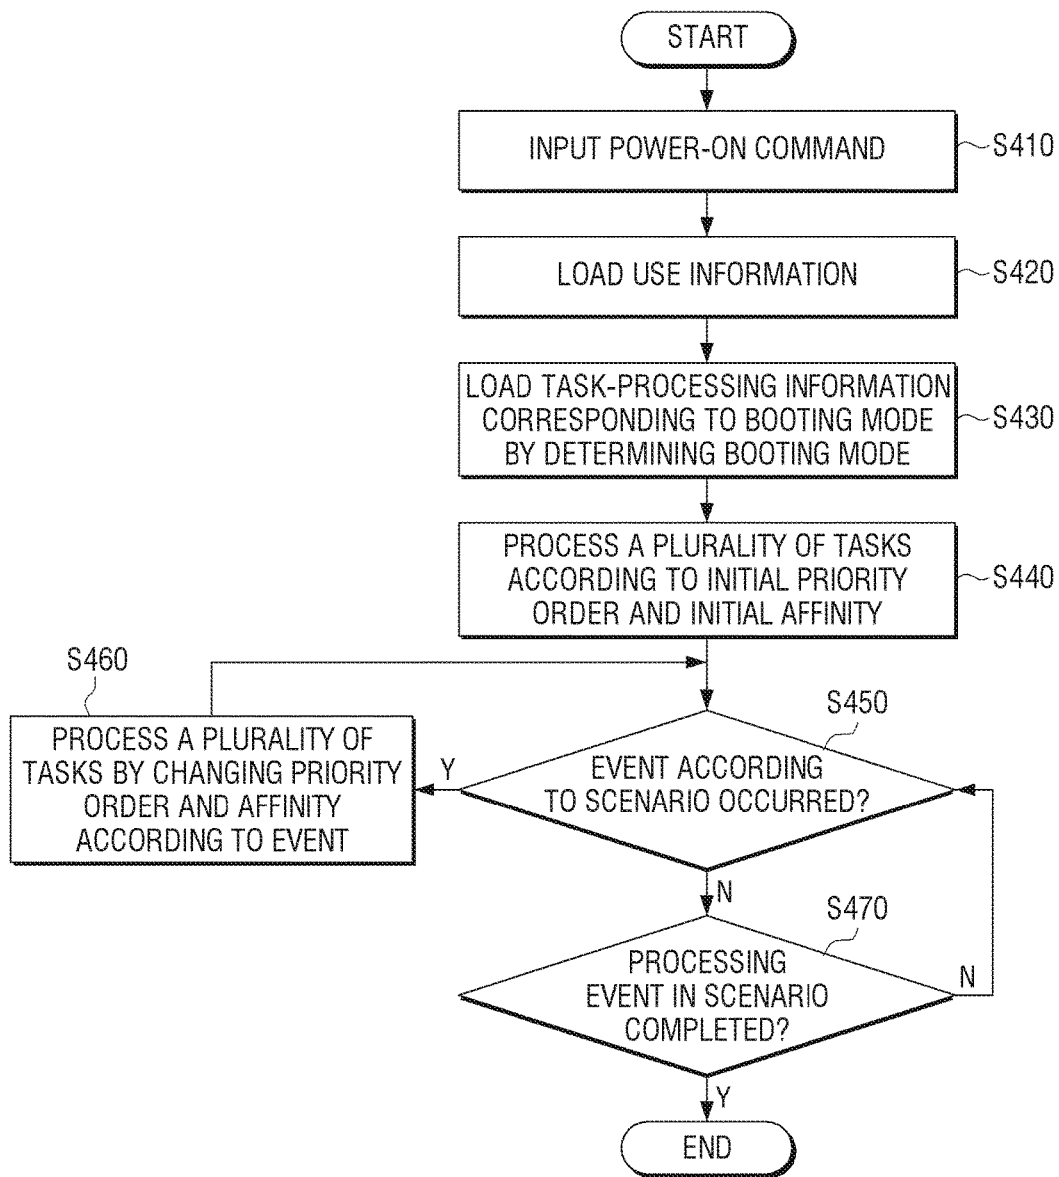 START
INPUT POWER-ON COMMAND
S410
LOAD USE INFORMATION
S420
LOAD TASK-PROCESSING INFORMATION
CORRESPONDING TO BOOTING MODE
BY DETERMINING BOOTING MODE
S430
PROCESS A PLURALITY OF TASKS
ACCORDING TO INITIAL PRIORITY
ORDER AND INITIAL AFFINITY
S440
S460
PROCESS A PLURALITY OF
TASKS BY CHANGING PRIORITY
ORDER AND AFFINITY
ACCORDING TO EVENT
Y
S450
EVENT ACCORDING
TO SCENARIO OCCURRED?
N
S470
PROCESSING
EVENT IN SCENARIO
COMPLETED?
N
Y
END